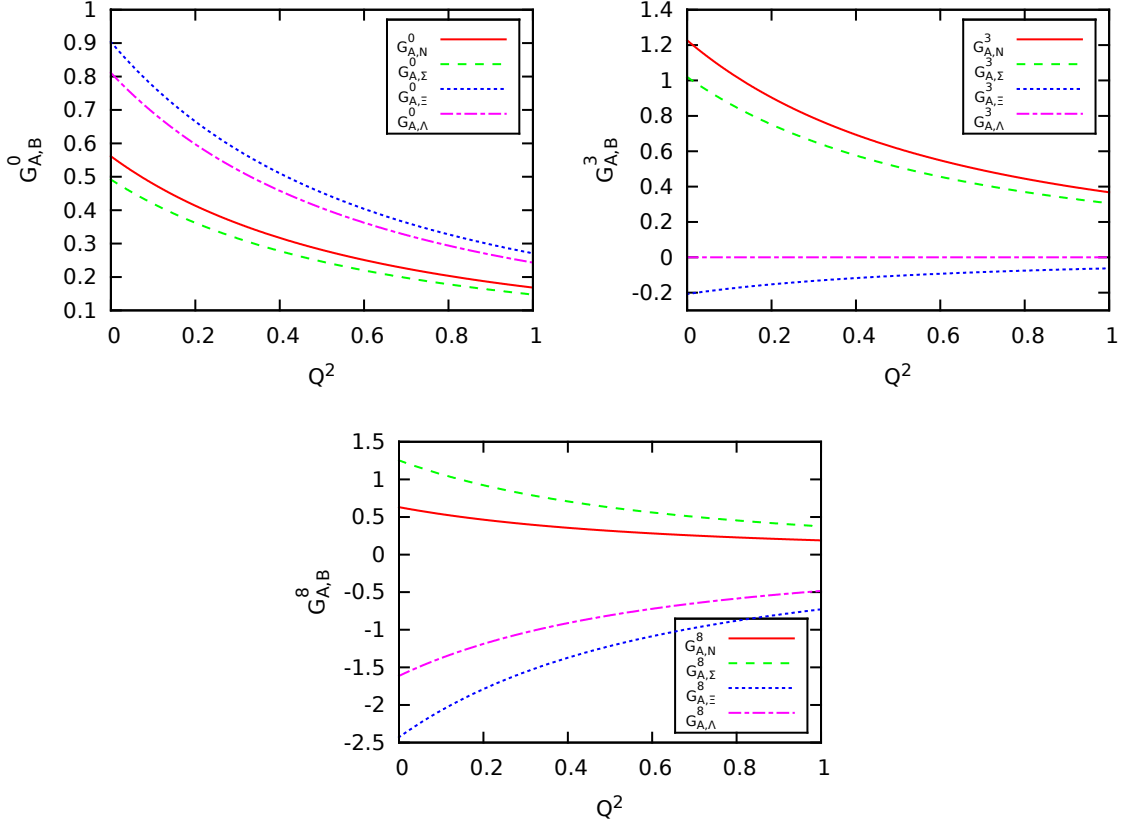 G^0_{A,B}
1
0.9
0.8
0.7
0.6
0.5
0.4
0.3
0.2
0.1
0 0.2 0.4 0.6 0.8 1
Q^2
G^0_{A,N}
G^0_{A,Σ}
G^0_{A,Ξ}
G^0_{A,Λ}
G^3_{A,B}
1.4
1.2
1
0.8
0.6
0.4
0.2
0
-0.2
0 0.2 0.4 0.6 0.8 1
Q^2
G^3_{A,N}
G^3_{A,Σ}
G^3_{A,Ξ}
G^3_{A,Λ}
G^8_{A,B}
1.5
1
0.5
0
-0.5
-1
-1.5
-2
-2.5
0 0.2 0.4 0.6 0.8 1
Q^2
G^8_{A,N}
G^8_{A,Σ}
G^8_{A,Ξ}
G^8_{A,Λ}